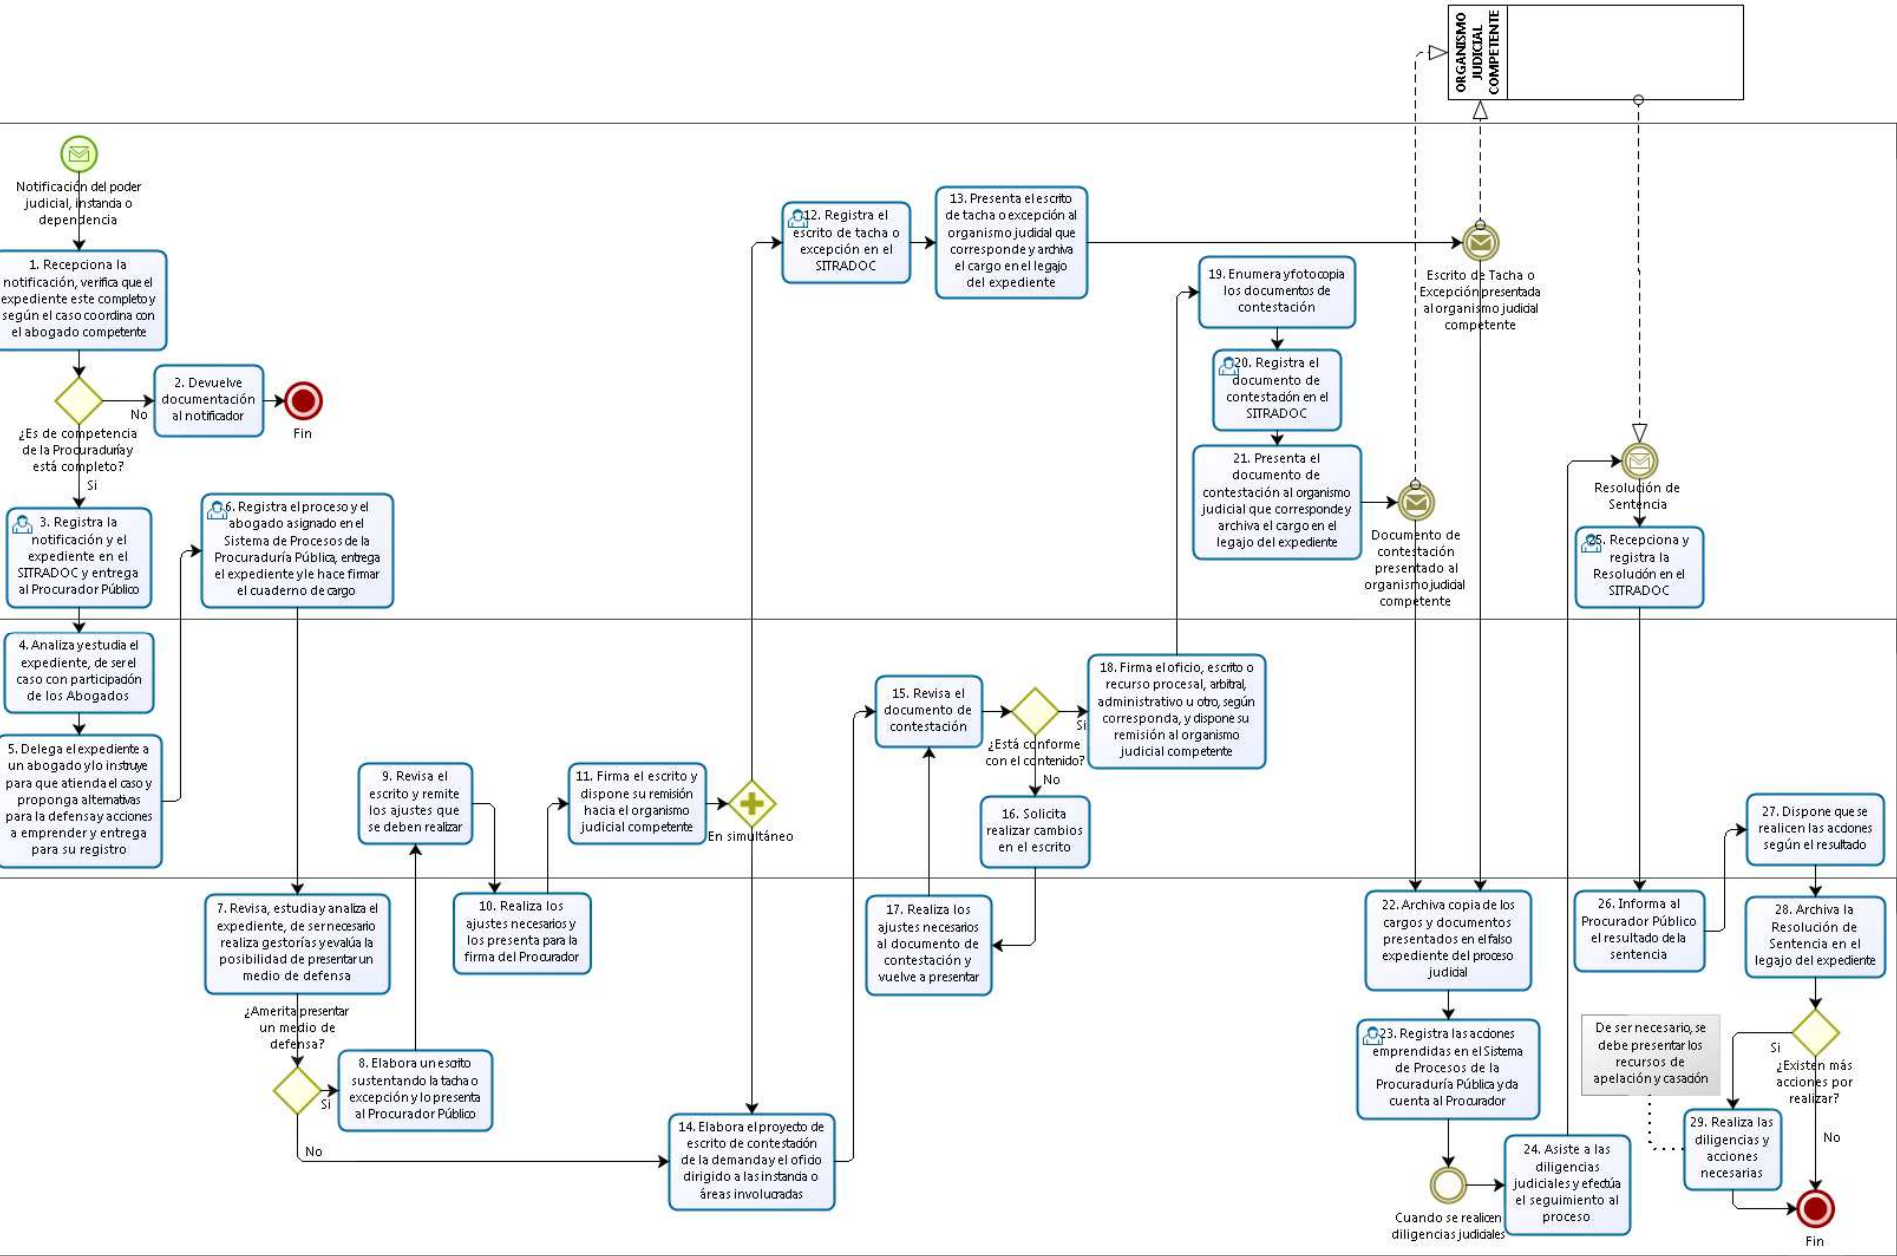 ORGANISMO
JUDICIAL
COMPETENTE
Notificación del poder
judicial, instancia o
dependencia
1. Recepciona la
notificación, verifica que el
expediente este completo y
según el caso coordina con
el abogado competente
2. Devuelve
documentación
al notificador
No
Fin
¿Es de competencia
de la Procuraduría y
está completo?
Si
3. Registra la
notificación y el
expediente en el
SITRADOC y entrega
al Procurador Público
4. Analiza y estudia el
expediente, de ser el
caso con participación
de los Abogados
5. Delega el expediente a
un abogado y lo instruye
para que atienda el caso y
proponga alternativas
para la defensa y acciones
a emprender y entrega
para su registro
6. Registra el proceso y el
abogado asignado en el
Sistema de Procesos de la
Procuraduría Pública, entrega
el expediente y le hace firmar
el cuaderno de cargo
7. Revisa, estudia y analiza el
expediente, de ser necesario
realiza gestorías y evalúa la
posibilidad de presentar un
medio de defensa
¿Amerita presentar
un medio de
defensa?
Si
No
8. Elabora un escrito
sustentando la tacha o
excepción y lo presenta
al Procurador Público
9. Revisa el
escrito y remite
los ajustes que
se deben realizar
10. Realiza los
ajustes necesarios y
los presenta para la
firma del Procurador
11. Firma el escrito y
dispone su remisión
hacia el organismo
judicial competente
En simultáneo
12. Registra el
escrito de tacha o
excepción en el
SITRADOC
13. Presenta el escrito
de tacha o excepción al
organismo judicial que
corresponde y archiva
el cargo en el legajo
del expediente
Escrito de Tacha o
Excepción presentada
al organismo judicial
competente
14. Elabora el proyecto de
escrito de contestación
de la demanda y el oficio
dirigido a las instancia o
áreas involucradas
15. Revisa el
documento de
contestación
¿Está conforme
con el contenido?
Si
No
16. Solicita
realizar cambios
en el escrito
17. Realiza los
ajustes necesarios
al documento de
contestación y
vuelve a presentar
18. Firma el oficio, escrito o
recurso procesal, arbitral,
administrativo u otro, según
corresponda, y dispone su
remisión al organismo
judicial competente
19. Enumera y fotocopia
los documentos de
contestación
20. Registra el
documento de
contestación en el
SITRADOC
21. Presenta el
documento de
contestación al organismo
judicial que corresponde y
archiva el cargo en el
legajo del expediente
Documento de
contestación
presentado al
organismo judicial
competente
22. Archiva copia de los
cargos y documentos
presentados en el falso
expediente del proceso
judicial
23. Registra las acciones
emprendidas en el Sistema
de Procesos de la
Procuraduría Pública y da
cuenta al Procurador
Cuando se realicen
diligencias judiciales
24. Asiste a las
diligencias
judiciales y efectúa
el seguimiento al
proceso
Resolución de
Sentencia
25. Recepciona y
registra la
Resolución en el
SITRADOC
26. Informa al
Procurador Público
el resultado de la
sentencia
27. Dispone que se
realicen las acciones
según el resultado
28. Archiva la
Resolución de
Sentencia en el
legajo del expediente
De ser necesario, se
debe presentar los
recursos de
apelación y casación
Si
¿Existen más
acciones por
realizar?
No
29. Realiza las
diligencias y
acciones
necesarias
Fin